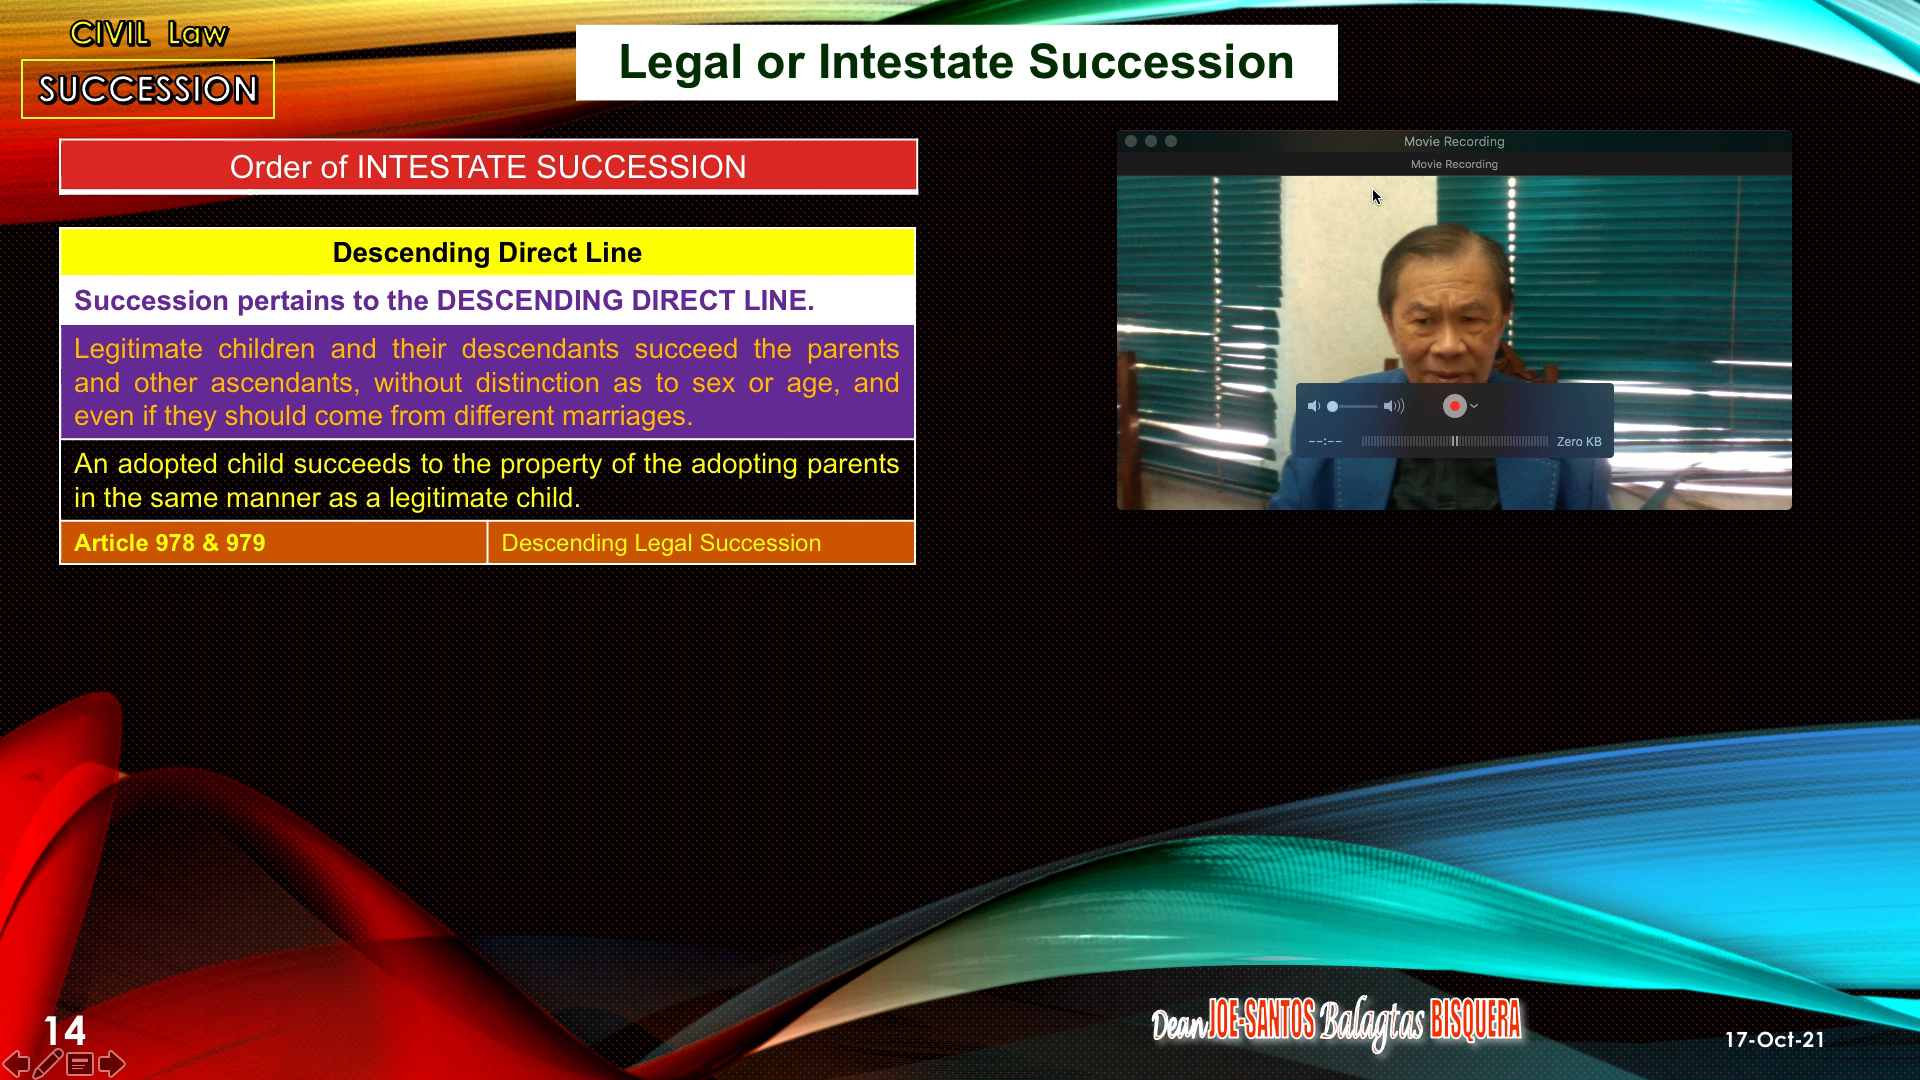 CIVIL Law
SUCCESSION
Legal or Intestate Succession
Order of INTESTATE SUCCESSION
Descending Direct Line
Succession pertains to the DESCENDING DIRECT LINE.
Legitimate children and their descendants succeed the parents
and other ascendants, without distinction as to sex or age, and
even if they should come from different marriages.
An adopted child succeeds to the property of the adopting parents
in the same manner as a legitimate child.
Article 978 & 979
Descending Legal Succession
Movie Recording
Movie Recording
--:--
Zero KB
14
Dean JOE-SANTOS Balagtas BISQUERA
17-Oct-21